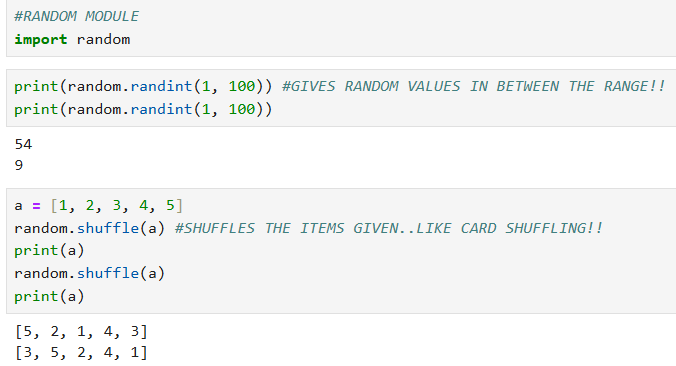 #RANDOM MODULE
import random
print(random.randint(1, 100)) #GIVES RANDOM VALUES IN BETWEEN THE RANGE!!
print(random.randint(1, 100))
54
9
a = [1, 2, 3, 4, 5]
random.shuffle(a) #SHUFFLES THE ITEMS GIVEN..LIKE CARD SHUFFLING!!
print(a)
random.shuffle(a)
print(a)
[5, 2, 1, 4, 3]
[3, 5, 2, 4, 1]